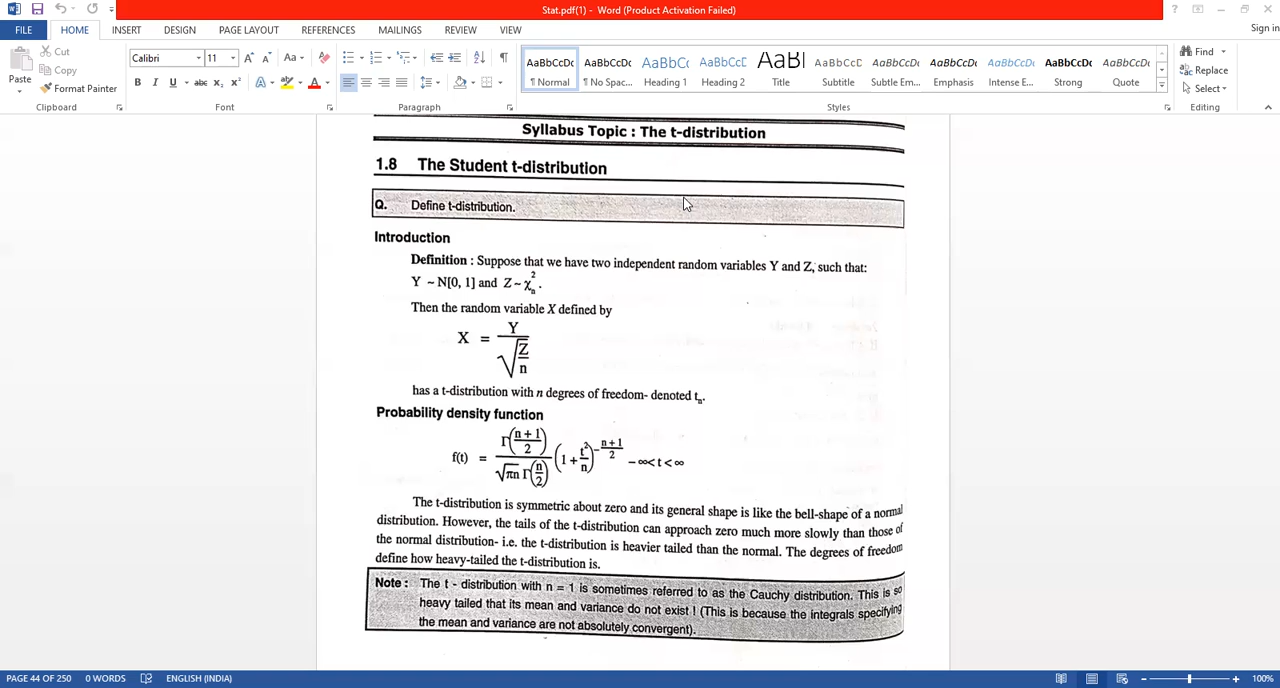 Stat.pdf(1) - Word (Product Activation Failed)
FILE HOME INSERT DESIGN PAGE LAYOUT REFERENCES MAILINGS REVIEW VIEW Sign in
Paste Cut Copy Format Painter Clipboard
Calibri 11 Font
Paragraph
AaBbCcDc ¶ Normal AaBbCcDc ¶ No Spac... AaBbCc Heading 1 AaBbCcC Heading 2 AaBl Title AaBbCcC Subtitle AaBbCcDc Subtle Em... AaBbCcDc Emphasis AaBbCcDc Intense E... AaBbCcDc Strong AaBbCcDc Quote Styles
Find Replace Select Editing
Syllabus Topic : The t-distribution
1.8 The Student t-distribution
Q. Define t-distribution.
Introduction
Definition : Suppose that we have two independent random variables Y and Z, such that:
Y ~ N[0, 1] and Z ~ χ²ₙ.
Then the random variable X defined by
X = Y / √(Z/n)
has a t-distribution with n degrees of freedom- denoted tₙ.
Probability density function
f(t) = Γ((n + 1)/2) / (√πn Γ(n/2)) (1 + t²/n)^(–(n + 1)/2) – ∞ < t < ∞
The t-distribution is symmetric about zero and its general shape is like the bell-shape of a normal
distribution. However, the tails of the t-distribution can approach zero much more slowly than those of
the normal distribution- i.e. the t-distribution is heavier tailed than the normal. The degrees of freedom
define how heavy-tailed the t-distribution is.
Note : The t - distribution with n = 1 is sometimes referred to as the Cauchy distribution. This is so
heavy tailed that its mean and variance do not exist ! (This is because the integrals specifying
the mean and variance are not absolutely convergent).
PAGE 44 OF 250 0 WORDS ENGLISH (INDIA) 100%